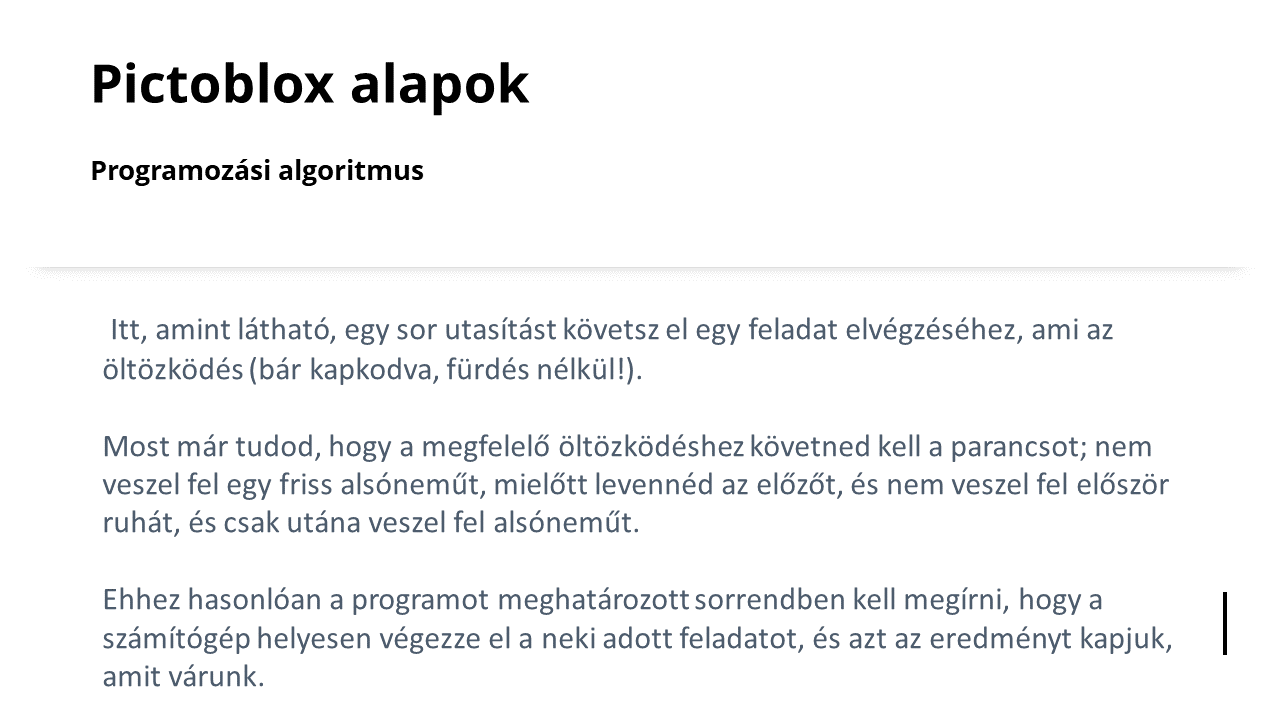 Pictoblox alapok
Programozási algoritmus
Itt, amint látható, egy sor utasítást követsz el egy feladat elvégzéséhez, ami az
öltözködés (bár kapkodva, fürdés nélkül!).
Most már tudod, hogy a megfelelő öltözködéshez követned kell a parancsot; nem
veszel fel egy friss alsóneműt, mielőtt levennéd az előzőt, és nem veszel fel először
ruhát, és csak utána veszel fel alsóneműt.
Ehhez hasonlóan a programot meghatározott sorrendben kell megírni, hogy a
számítógép helyesen végezze el a neki adott feladatot, és azt az eredményt kapjuk,
amit várunk.